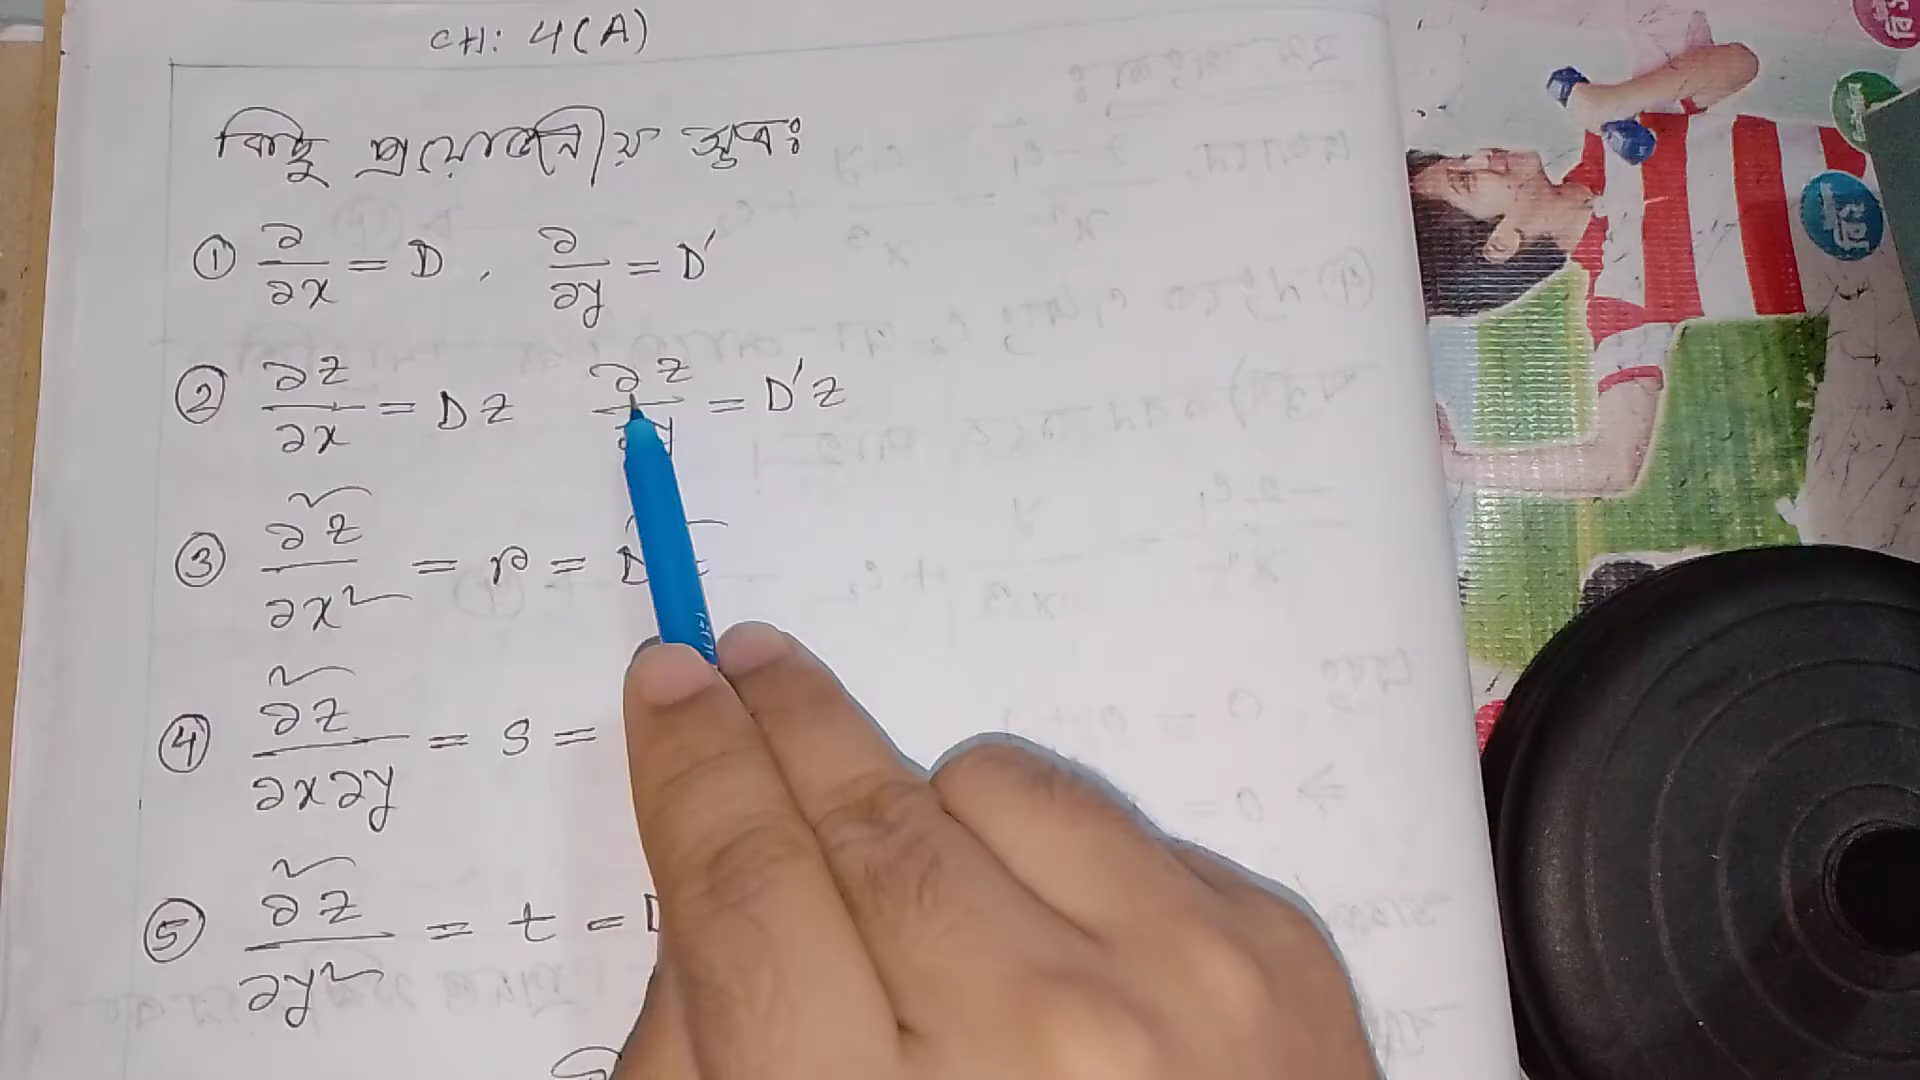 CH: 4(A)
কিছু প্রয়োজনীয় সূত্রঃ
① ∂/∂x = D , ∂/∂y = D′
② ∂z/∂x = Dz ∂z/∂y = D′z
③ ∂²z/∂x² = r = D
④ ∂²z/∂x∂y = s =
⑤ ∂²z/∂y² = t = D